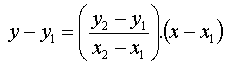 y − y₁ = ( (y₂ − y₁) / (x₂ − x₁) ) . (x − x₁)